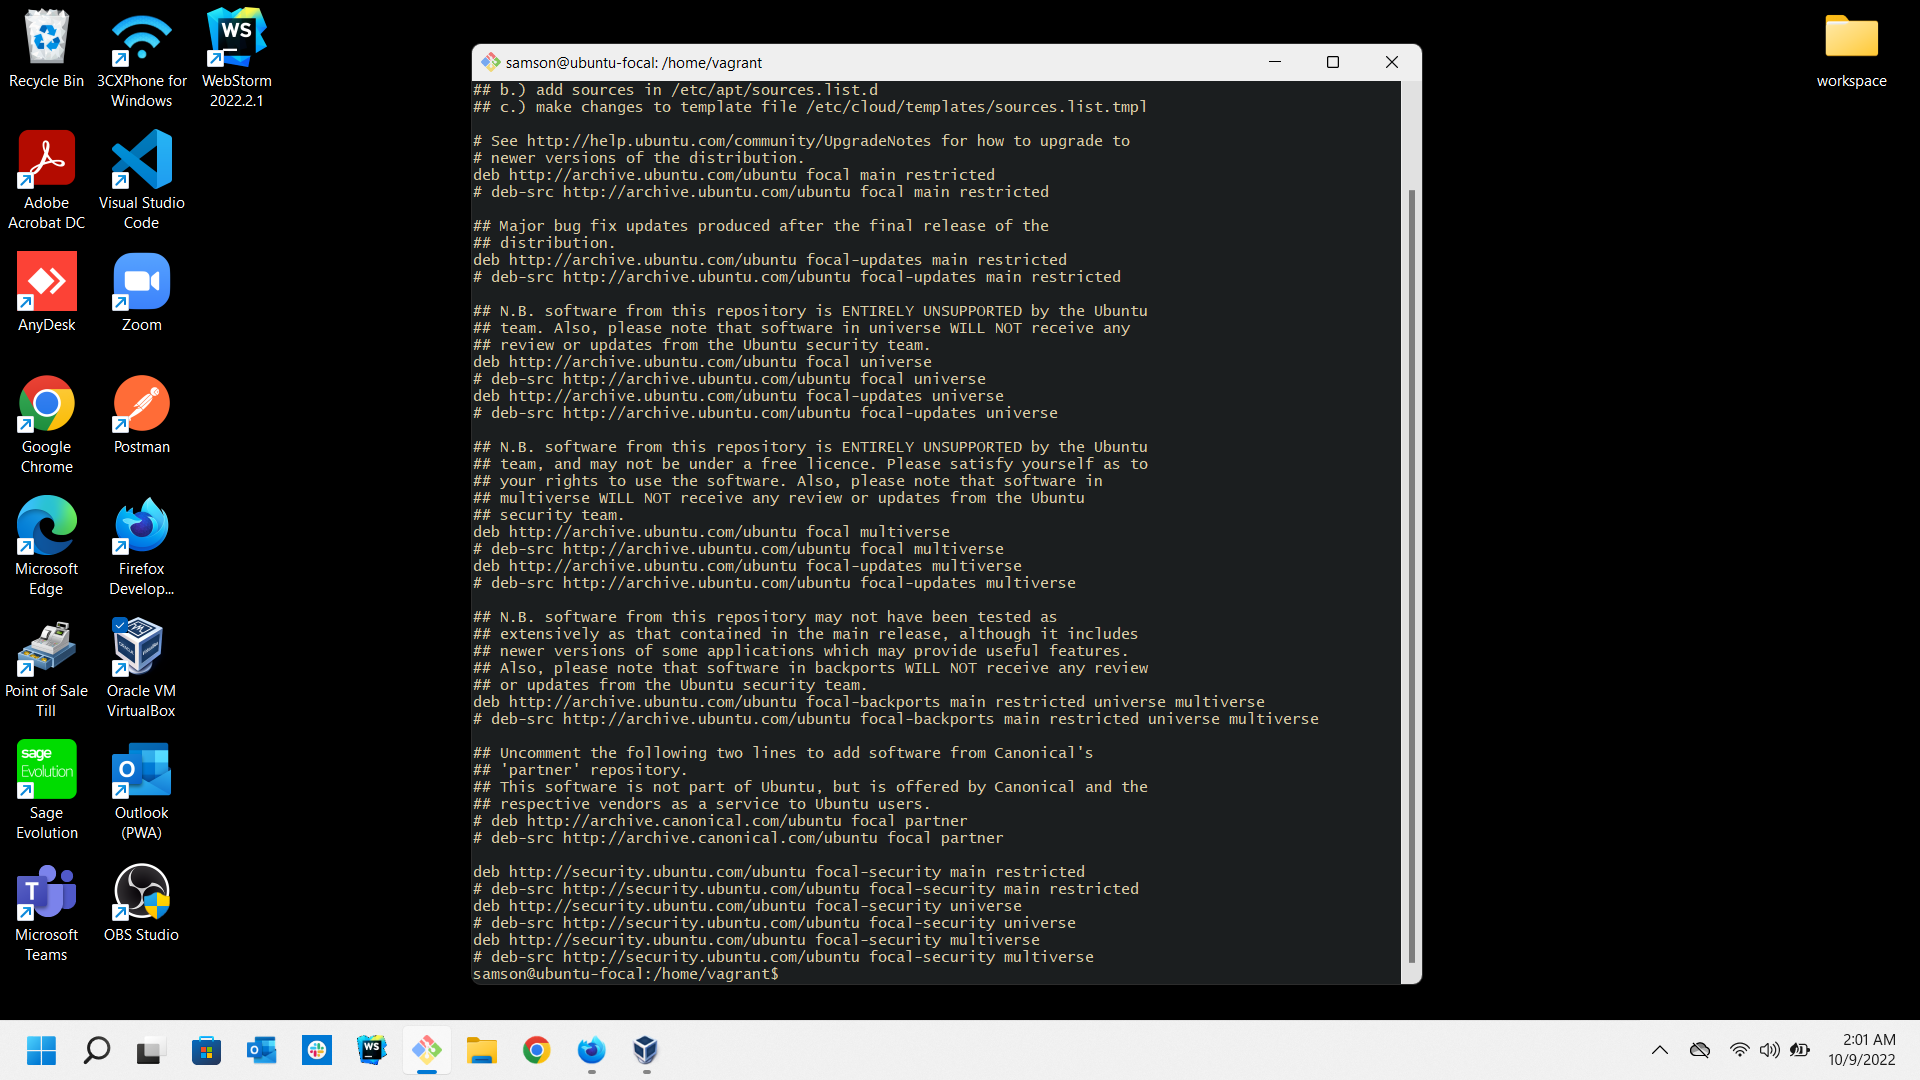 Recycle Bin
3CXPhone for
Windows
WS
WebStorm
2022.2.1
Adobe
Acrobat DC
Visual Studio
Code
AnyDesk
Zoom
Google
Chrome
Postman
Microsoft
Edge
Firefox
Develop...
Point of Sale
Till
Oracle VM
VirtualBox
sage
Evolution
Sage
Evolution
O
Outlook
(PWA)
T
Microsoft
Teams
OBS Studio
workspace
samson@ubuntu-focal: /home/vagrant
## b.) add sources in /etc/apt/sources.list.d
## c.) make changes to template file /etc/cloud/templates/sources.list.tmpl
# See http://help.ubuntu.com/community/UpgradeNotes for how to upgrade to
# newer versions of the distribution.
deb http://archive.ubuntu.com/ubuntu focal main restricted
# deb-src http://archive.ubuntu.com/ubuntu focal main restricted
## Major bug fix updates produced after the final release of the
## distribution.
deb http://archive.ubuntu.com/ubuntu focal-updates main restricted
# deb-src http://archive.ubuntu.com/ubuntu focal-updates main restricted
## N.B. software from this repository is ENTIRELY UNSUPPORTED by the Ubuntu
## team. Also, please note that software in universe WILL NOT receive any
## review or updates from the Ubuntu security team.
deb http://archive.ubuntu.com/ubuntu focal universe
# deb-src http://archive.ubuntu.com/ubuntu focal universe
deb http://archive.ubuntu.com/ubuntu focal-updates universe
# deb-src http://archive.ubuntu.com/ubuntu focal-updates universe
## N.B. software from this repository is ENTIRELY UNSUPPORTED by the Ubuntu
## team, and may not be under a free licence. Please satisfy yourself as to
## your rights to use the software. Also, please note that software in
## multiverse WILL NOT receive any review or updates from the Ubuntu
## security team.
deb http://archive.ubuntu.com/ubuntu focal multiverse
# deb-src http://archive.ubuntu.com/ubuntu focal multiverse
deb http://archive.ubuntu.com/ubuntu focal-updates multiverse
# deb-src http://archive.ubuntu.com/ubuntu focal-updates multiverse
## N.B. software from this repository may not have been tested as
## extensively as that contained in the main release, although it includes
## newer versions of some applications which may provide useful features.
## Also, please note that software in backports WILL NOT receive any review
## or updates from the Ubuntu security team.
deb http://archive.ubuntu.com/ubuntu focal-backports main restricted universe multiverse
# deb-src http://archive.ubuntu.com/ubuntu focal-backports main restricted universe multiverse
## Uncomment the following two lines to add software from Canonical's
## 'partner' repository.
## This software is not part of Ubuntu, but is offered by Canonical and the
## respective vendors as a service to Ubuntu users.
# deb http://archive.canonical.com/ubuntu focal partner
# deb-src http://archive.canonical.com/ubuntu focal partner
deb http://security.ubuntu.com/ubuntu focal-security main restricted
# deb-src http://security.ubuntu.com/ubuntu focal-security main restricted
deb http://security.ubuntu.com/ubuntu focal-security universe
# deb-src http://security.ubuntu.com/ubuntu focal-security universe
deb http://security.ubuntu.com/ubuntu focal-security multiverse
# deb-src http://security.ubuntu.com/ubuntu focal-security multiverse
samson@ubuntu-focal:/home/vagrant$
WS
2:01 AM
10/9/2022